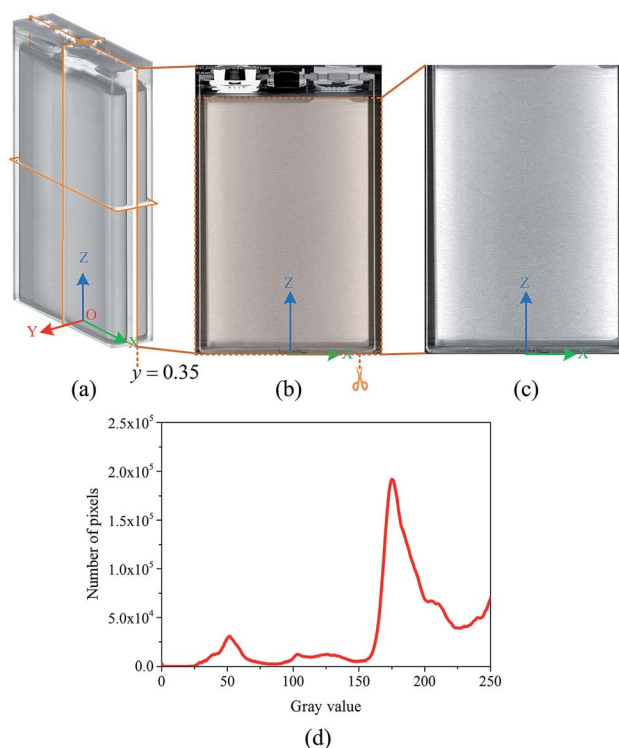 Z
O
Y
X
y = 0.35
(a)
Z
X
(b)
Z
X
(c)
2.5x10⁵
2.0x10⁵
1.5x10⁵
1.0x10⁵
5.0x10⁴
0.0
Number of pixels
0 50 100 150 200 250
Gray value
(d)